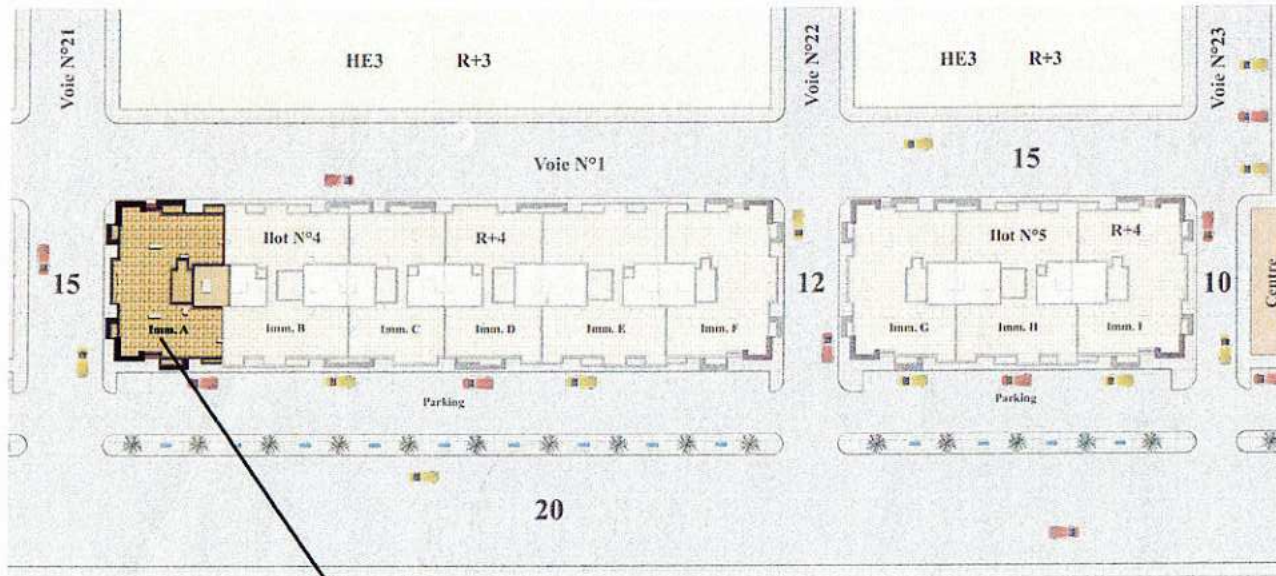 Voie N°21
HE3 R+3
Voie N°22
HE3 R+3
Voie N°23
Voie N°1
15
15
Ilot N°4 R+4
Imm. A Imm. B Imm. C Imm. D Imm. E Imm. F
12
Ilot N°5 R+4
Imm. G Imm. H Imm. I
10
Centre
Parking
Parking
20